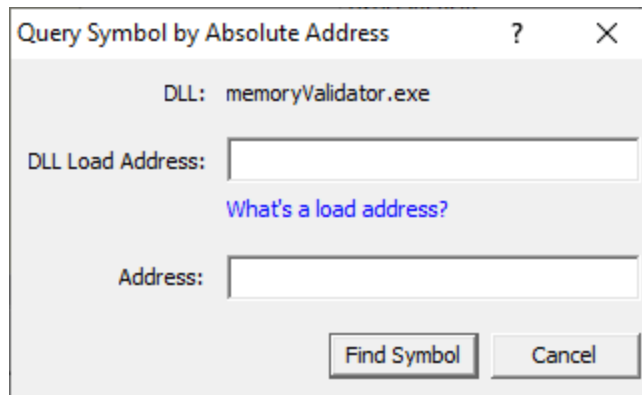 Query Symbol by Absolute Address ? ×
DLL: memoryValidator.exe
DLL Load Address:
What's a load address?
Address:
Find Symbol Cancel